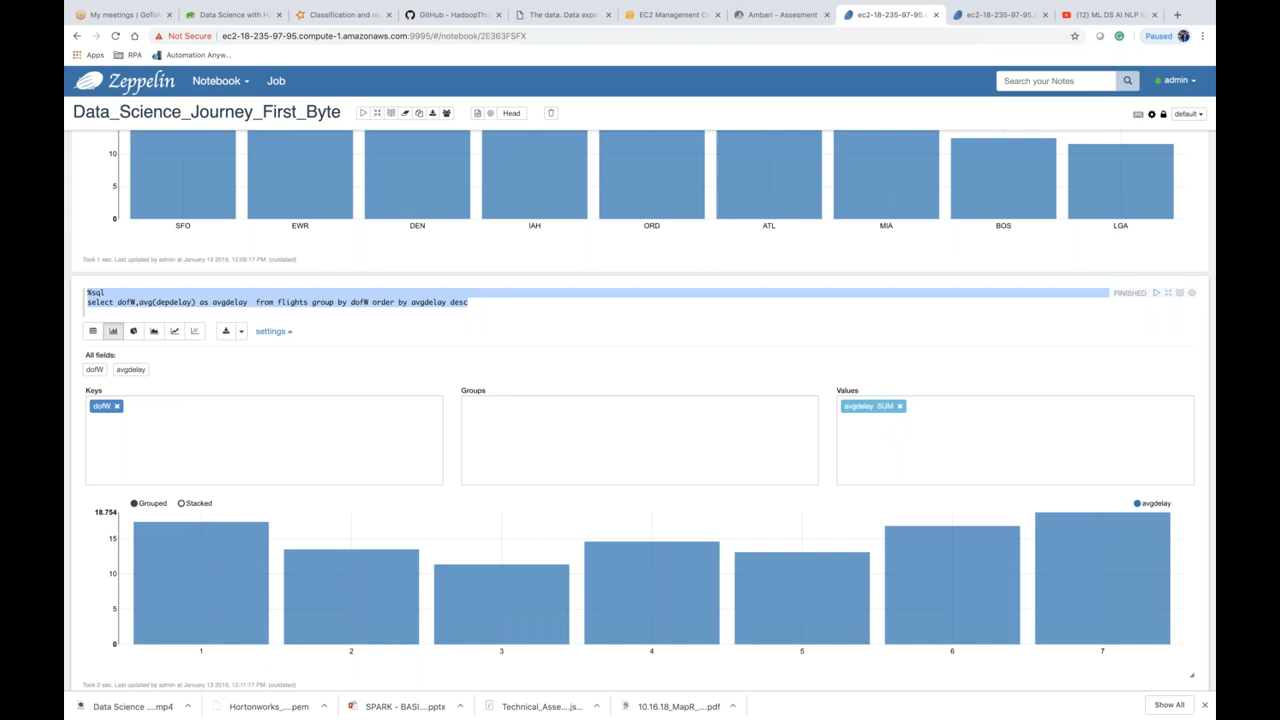 My meetings | GoToM
Data Science with H
Classification and re
GitHub - HadoopTho
The data. Data expo
EC2 Management Co
Ambari - Assesment
ec2-18-235-97-95.c
ec2-18-235-97-95.
(12) ML DS AI NLP I
Not Secure
ec2-18-235-97-95.compute-1.amazonaws.com:9995/#/notebook/2E363FSFX
Paused
Apps
RPA
Automation Anyw...
Zeppelin
Notebook
Job
Search your Notes
admin
Data_Science_Journey_First_Byte
Head
default
10
5
0
SFO EWR DEN IAH ORD ATL MIA BOS LGA
Took 1 sec. Last updated by admin at January 13 2019, 12:09:17 PM. (outdated)
%sql
FINISHED
select dofW,avg(depdelay) as avgdelay from flights group by dofW order by avgdelay desc
settings
All fields:
dofW avgdelay
Keys Groups Values
dofW
avgdelay SUM
Grouped Stacked
avgdelay
18.754
15
10
5
0
1 2 3 4 5 6 7
Took 2 sec. Last updated by admin at January 13 2019, 12:11:17 PM. (outdated)
Data Science ....mp4
Hortonworks_....pem
SPARK - BASI....pptx
Technical_Asse....js...
10.16.18_MapR_....pdf
Show All